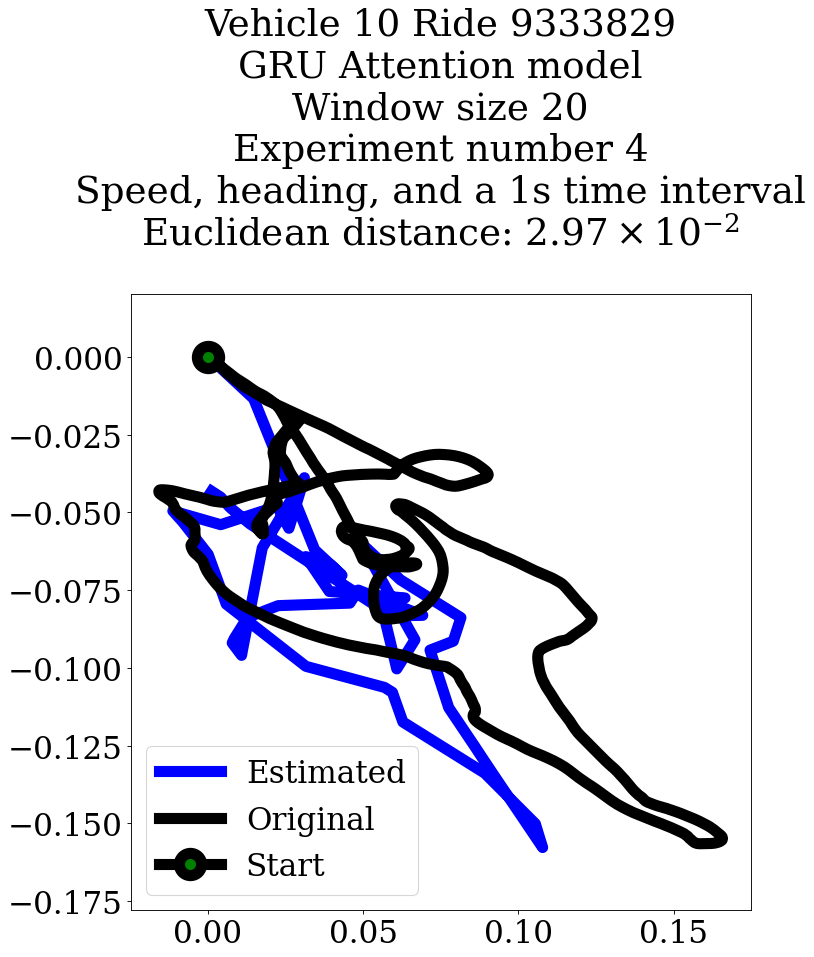 Vehicle 10 Ride 9333829
GRU Attention model
Window size 20
Experiment number 4
Speed, heading, and a 1s time interval
Euclidean distance: 2.97 × 10⁻²
0.000
−0.025
−0.050
−0.075
−0.100
−0.125
−0.150
−0.175
Estimated
Original
Start
0.00 0.05 0.10 0.15